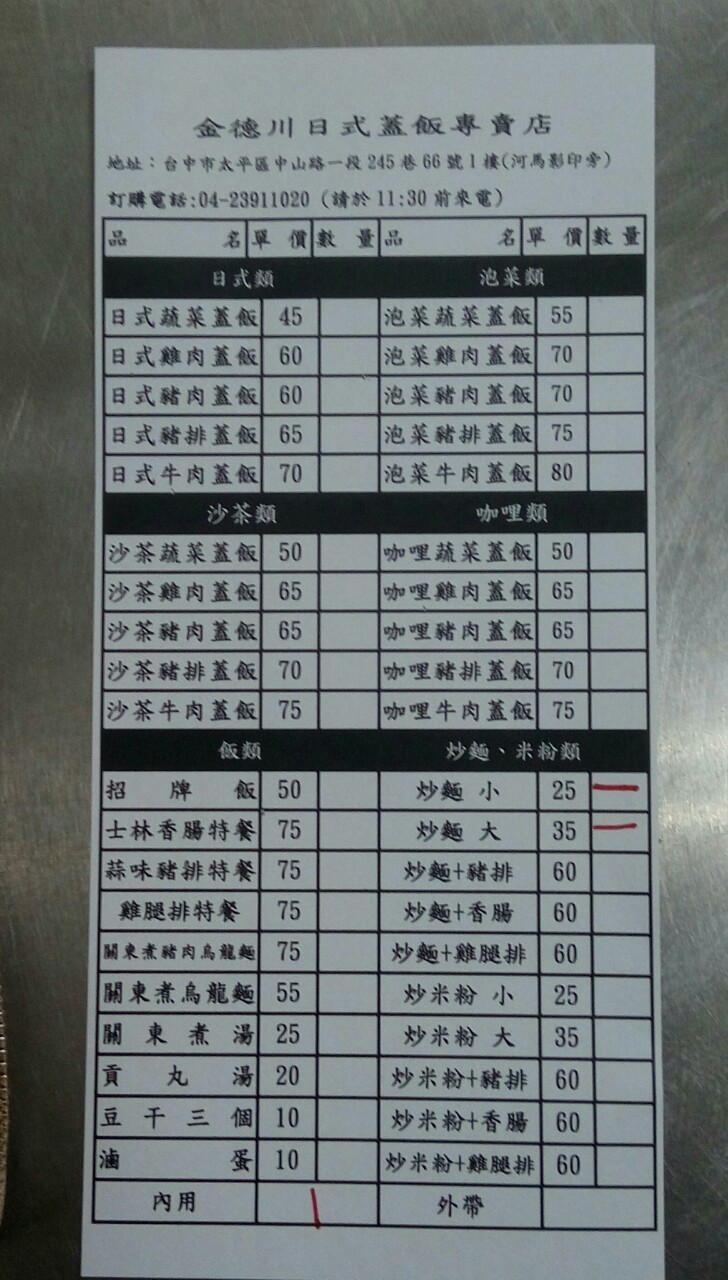 金德川日式蓋飯專賣店
地址：台中市太平區中山路一段245巷66號1樓(河馬影印旁)
訂購電話:04-23911020 (請於11:30前來電)
品名 單價 數量 品名 單價 數量
日式類 泡菜類
日式蔬菜蓋飯 45 泡菜蔬菜蓋飯 55
日式雞肉蓋飯 60 泡菜雞肉蓋飯 70
日式豬肉蓋飯 60 泡菜豬肉蓋飯 70
日式豬排蓋飯 65 泡菜豬排蓋飯 75
日式牛肉蓋飯 70 泡菜牛肉蓋飯 80
沙茶類 咖哩類
沙茶蔬菜蓋飯 50 咖哩蔬菜蓋飯 50
沙茶雞肉蓋飯 65 咖哩雞肉蓋飯 65
沙茶豬肉蓋飯 65 咖哩豬肉蓋飯 65
沙茶豬排蓋飯 70 咖哩豬排蓋飯 70
沙茶牛肉蓋飯 75 咖哩牛肉蓋飯 75
飯類 炒麵、米粉類
招牌飯 50 炒麵 小 25 一
士林香腸特餐 75 炒麵 大 35 一
蒜味豬排特餐 75 炒麵+豬排 60
雞腿排特餐 75 炒麵+香腸 60
關東煮豬肉烏龍麵 75 炒麵+雞腿排 60
關東煮烏龍麵 55 炒米粉 小 25
關東煮湯 25 炒米粉 大 35
貢丸湯 20 炒米粉+豬排 60
豆干三個 10 炒米粉+香腸 60
滷蛋 10 炒米粉+雞腿排 60
內用 外帶